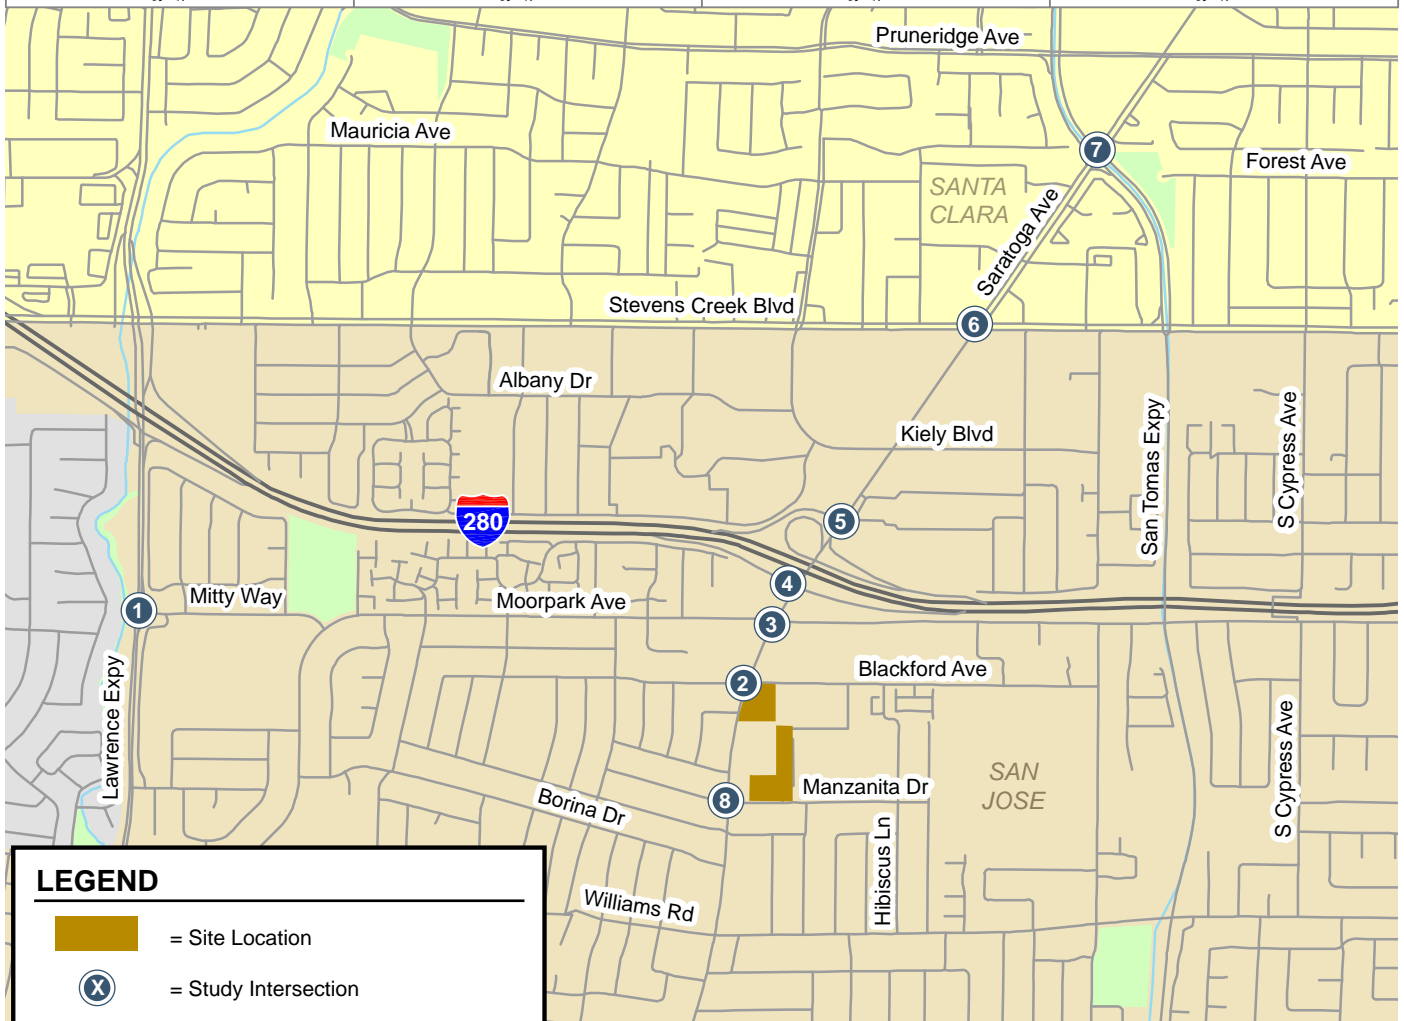 Pruneridge Ave
Mauricia Ave
7
Forest Ave
SANTA
CLARA
Saratoga Ave
Stevens Creek Blvd
6
Albany Dr
Kiely Blvd
San Tomas Expy
S Cypress Ave
280
5
4
Mitty Way
Moorpark Ave
1
3
Lawrence Expy
Blackford Ave
2
S Cypress Ave
SAN
JOSE
Manzanita Dr
8
Borina Dr
Hibiscus Ln
Williams Rd
LEGEND
= Site Location
X
= Study Intersection